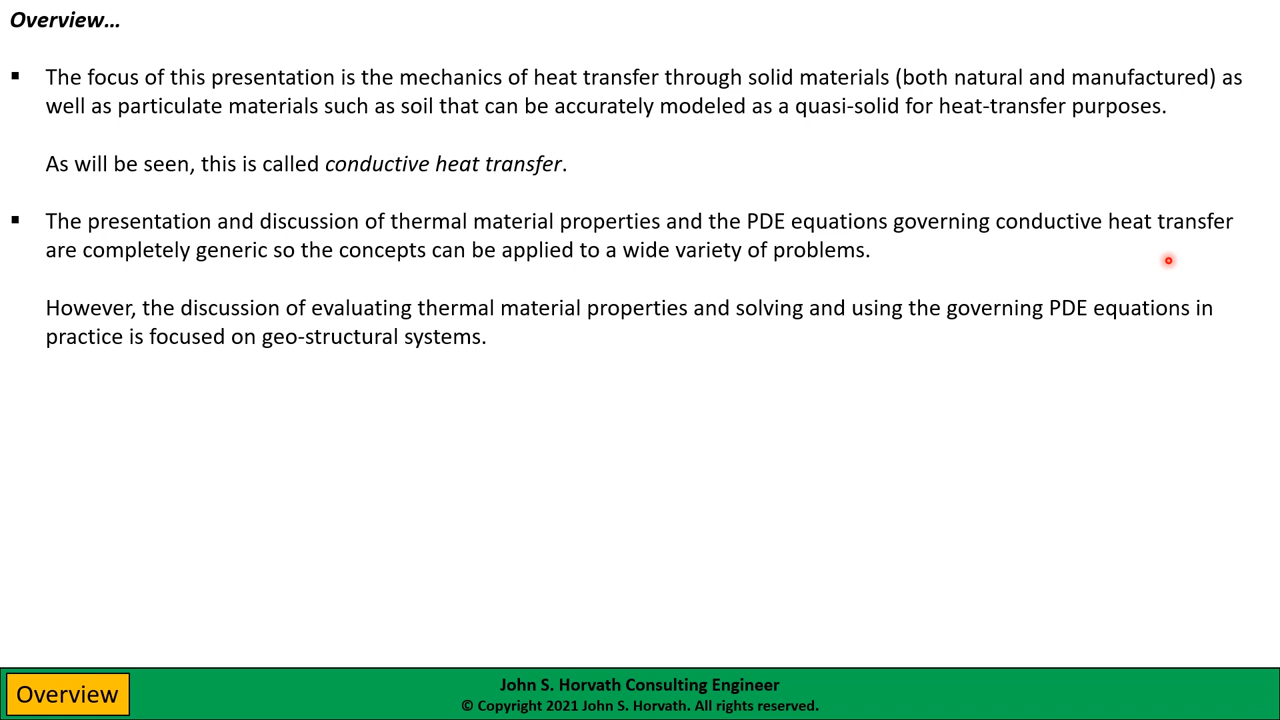 Overview…
▪ The focus of this presentation is the mechanics of heat transfer through solid materials (both natural and manufactured) as
well as particulate materials such as soil that can be accurately modeled as a quasi-solid for heat-transfer purposes.
As will be seen, this is called conductive heat transfer.
▪ The presentation and discussion of thermal material properties and the PDE equations governing conductive heat transfer
are completely generic so the concepts can be applied to a wide variety of problems.
However, the discussion of evaluating thermal material properties and solving and using the governing PDE equations in
practice is focused on geo-structural systems.
Overview
John S. Horvath Consulting Engineer
© Copyright 2021 John S. Horvath. All rights reserved.